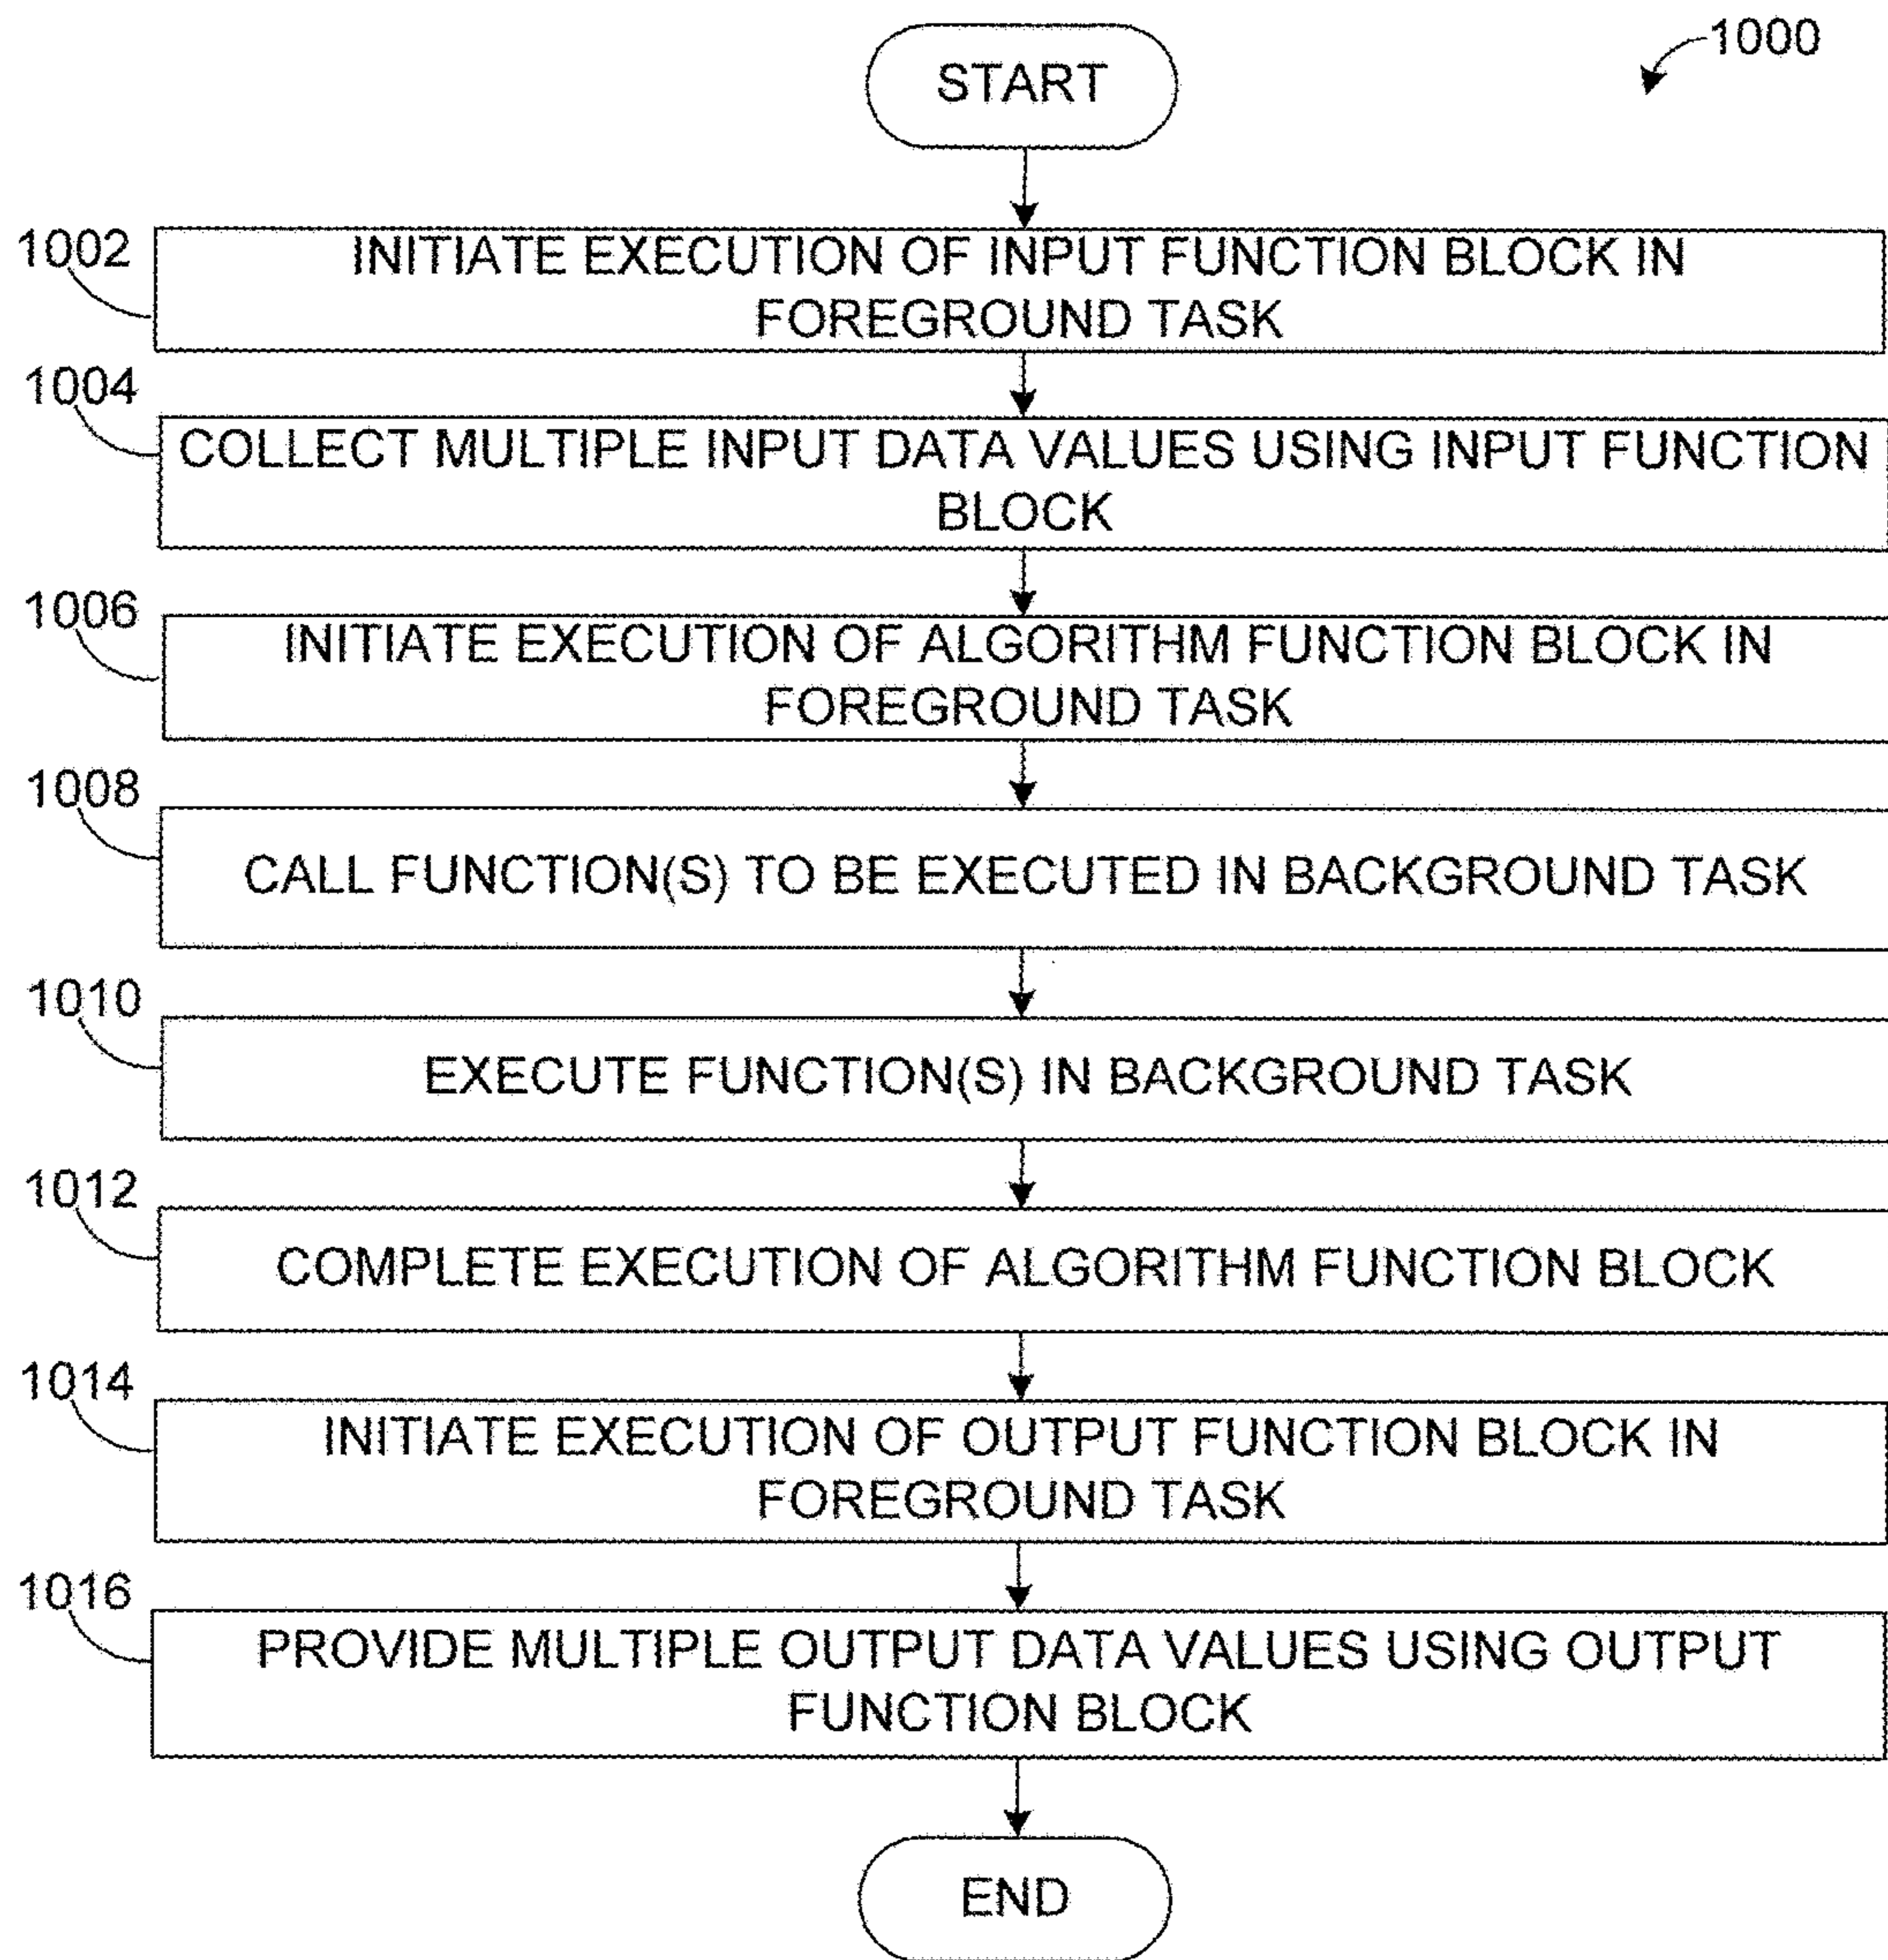 1000
START
1002
INITIATE EXECUTION OF INPUT FUNCTION BLOCK IN
FOREGROUND TASK
1004
COLLECT MULTIPLE INPUT DATA VALUES USING INPUT FUNCTION
BLOCK
1006
INITIATE EXECUTION OF ALGORITHM FUNCTION BLOCK IN
FOREGROUND TASK
1008
CALL FUNCTION(S) TO BE EXECUTED IN BACKGROUND TASK
1010
EXECUTE FUNCTION(S) IN BACKGROUND TASK
1012
COMPLETE EXECUTION OF ALGORITHM FUNCTION BLOCK
1014
INITIATE EXECUTION OF OUTPUT FUNCTION BLOCK IN
FOREGROUND TASK
1016
PROVIDE MULTIPLE OUTPUT DATA VALUES USING OUTPUT
FUNCTION BLOCK
END